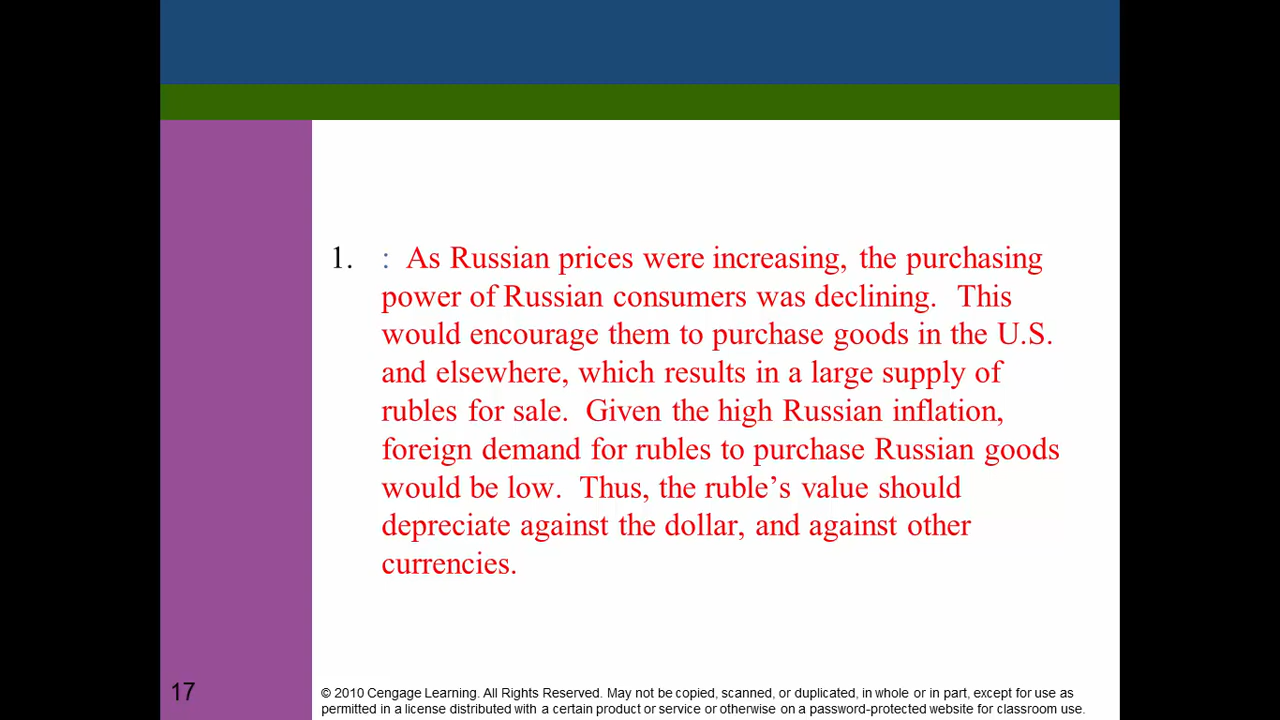 1. : As Russian prices were increasing, the purchasing
power of Russian consumers was declining. This
would encourage them to purchase goods in the U.S.
and elsewhere, which results in a large supply of
rubles for sale. Given the high Russian inflation,
foreign demand for rubles to purchase Russian goods
would be low. Thus, the ruble’s value should
depreciate against the dollar, and against other
currencies.
17
© 2010 Cengage Learning. All Rights Reserved. May not be copied, scanned, or duplicated, in whole or in part, except for use as
permitted in a license distributed with a certain product or service or otherwise on a password-protected website for classroom use.